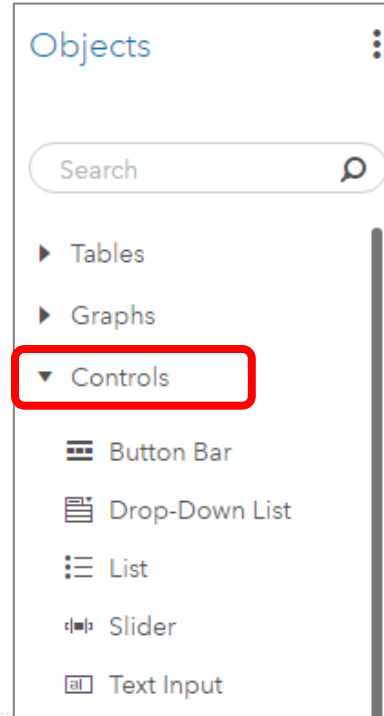 Objects
Search
Tables
Graphs
Controls
Button Bar
Drop-Down List
List
Slider
Text Input